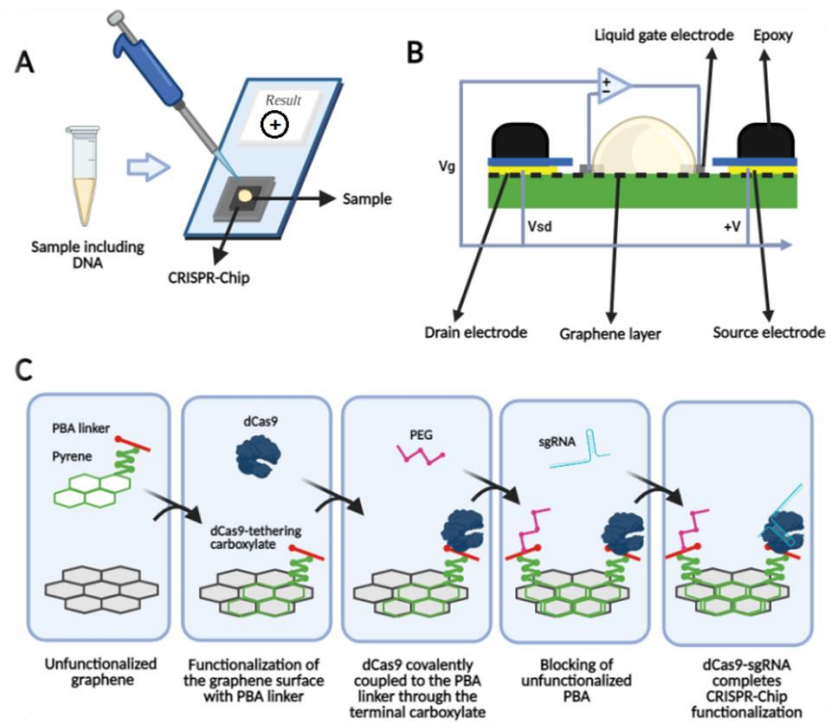 A
Result
+
Sample including
DNA
Sample
CRISPR-Chip
B
Liquid gate electrode
Epoxy
+
−
Vg
Vsd
+V
Drain electrode
Graphene layer
Source electrode
C
PBA linker
Pyrene
dCas9
dCas9-tethering
carboxylate
PEG
sgRNA
Unfunctionalized
graphene
Functionalization of
the graphene surface
with PBA linker
dCas9 covalently
coupled to the PBA
linker through the
terminal carboxylate
Blocking of
unfunctionalized
PBA
dCas9-sgRNA
completes
CRISPR-Chip
functionalization